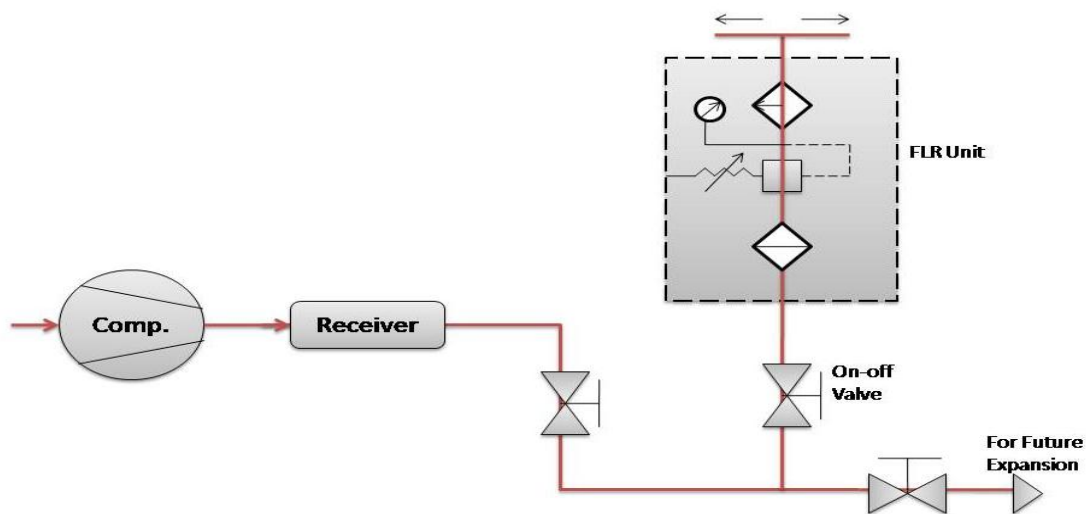 FLR Unit
Comp.
Receiver
On-off
Valve
For Future
Expansion